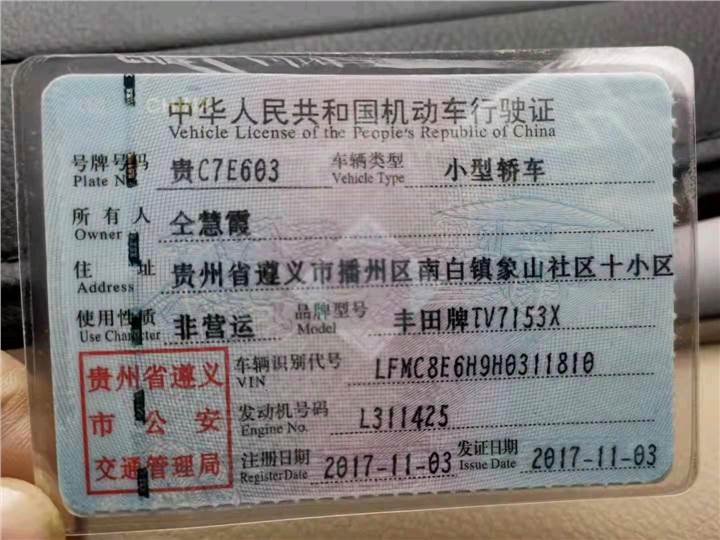 中华人民共和国机动车行驶证
Vehicle License of the People's Republic of China
号牌号码 Plate No. 贵C7E603 车辆类型 Vehicle Type 小型轿车
所有人 Owner 仝慧霞
住址 Address 贵州省遵义市播州区南白镇象山社区十小区
使用性质 Use Character 非营运 品牌型号 Model 丰田牌TV7153X
贵州省遵义
市公安
交通管理局
车辆识别代号 VIN LFMC8E6H9H0311810
发动机号码 Engine No. L311425
注册日期 Register Date 2017-11-03 发证日期 Issue Date 2017-11-03